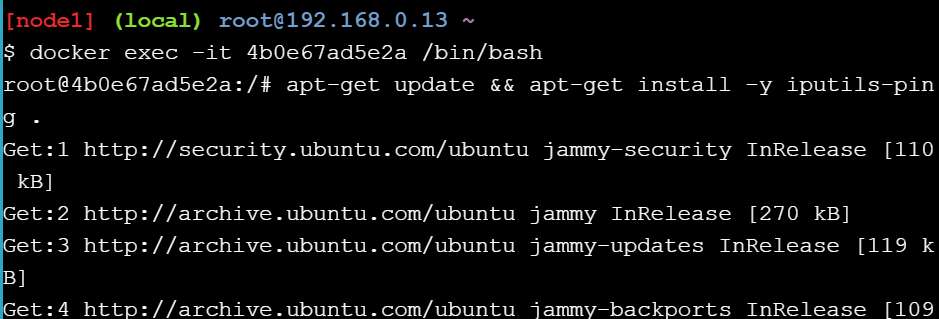 [node1] (local) root@192.168.0.13 ~
$ docker exec -it 4b0e67ad5e2a /bin/bash
root@4b0e67ad5e2a:/# apt-get update && apt-get install -y iputils-pin
g .
Get:1 http://security.ubuntu.com/ubuntu jammy-security InRelease [110
 kB]
Get:2 http://archive.ubuntu.com/ubuntu jammy InRelease [270 kB]
Get:3 http://archive.ubuntu.com/ubuntu jammy-updates InRelease [119 k
B]
Get:4 http://archive.ubuntu.com/ubuntu jammy-backports InRelease [109